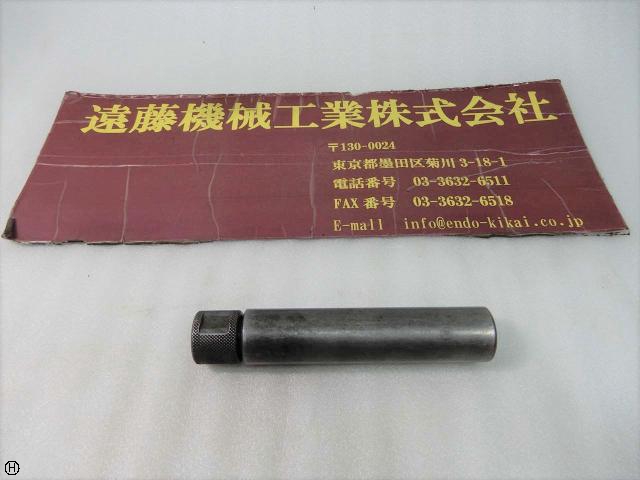 遠藤機械工業株式会社
〒130-0024
東京都墨田区菊川 3-18-1
電話番号 03-3632-6511
FAX 番号 03-3632-6518
E-mail info@endo-kikai.co.jp
H